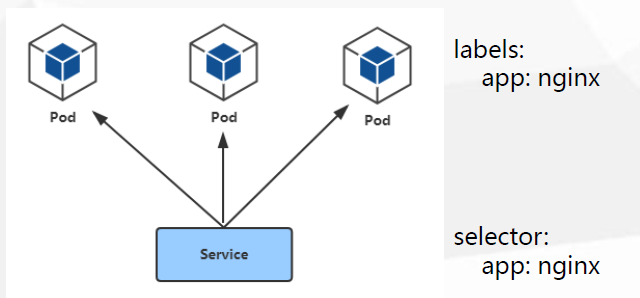 Pod
Pod
Pod
labels:
app: nginx
Service
selector:
app: nginx